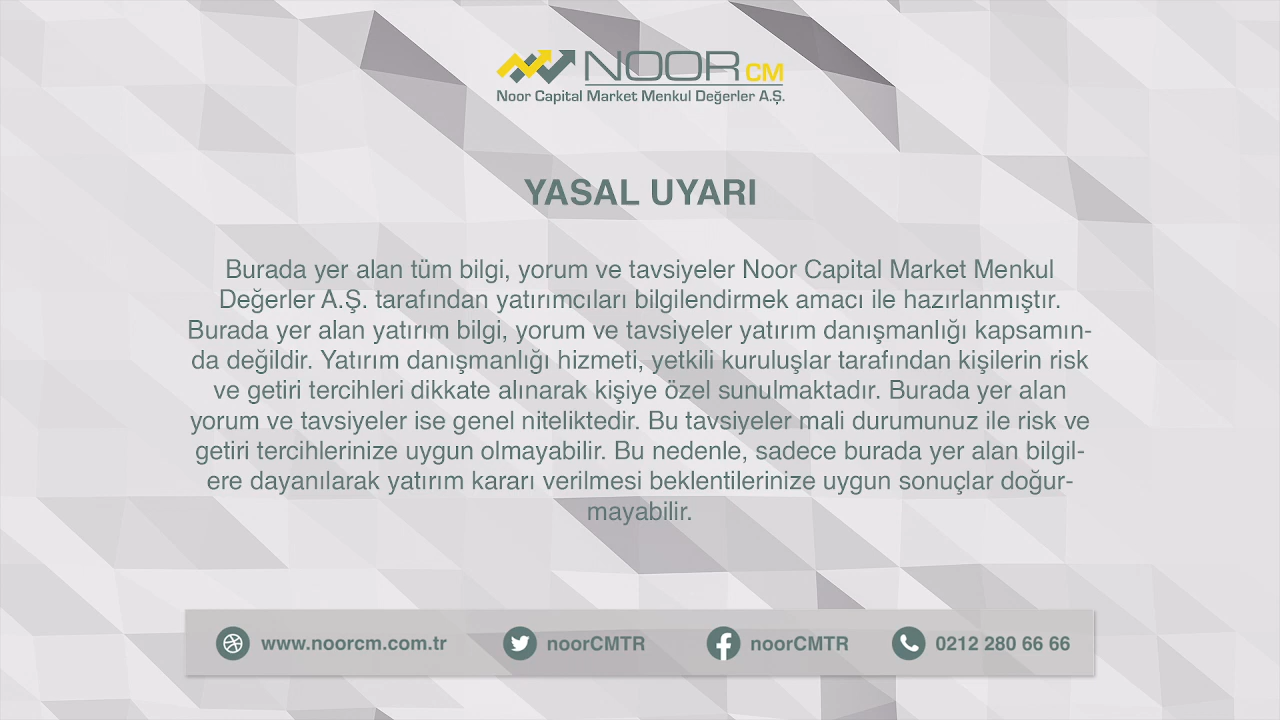 NOOR CM
Noor Capital Market Menkul Değerler A.Ş.
YASAL UYARI
Burada yer alan tüm bilgi, yorum ve tavsiyeler Noor Capital Market Menkul
Değerler A.Ş. tarafından yatırımcıları bilgilendirmek amacı ile hazırlanmıştır.
Burada yer alan yatırım bilgi, yorum ve tavsiyeler yatırım danışmanlığı kapsamın-
da değildir. Yatırım danışmanlığı hizmeti, yetkili kuruluşlar tarafından kişilerin risk
ve getiri tercihleri dikkate alınarak kişiye özel sunulmaktadır. Burada yer alan
yorum ve tavsiyeler ise genel niteliktedir. Bu tavsiyeler mali durumunuz ile risk ve
getiri tercihlerinize uygun olmayabilir. Bu nedenle, sadece burada yer alan bilgil-
ere dayanılarak yatırım kararı verilmesi beklentilerinize uygun sonuçlar doğur-
mayabilir.
www.noorcm.com.tr noorCMTR noorCMTR 0212 280 66 66